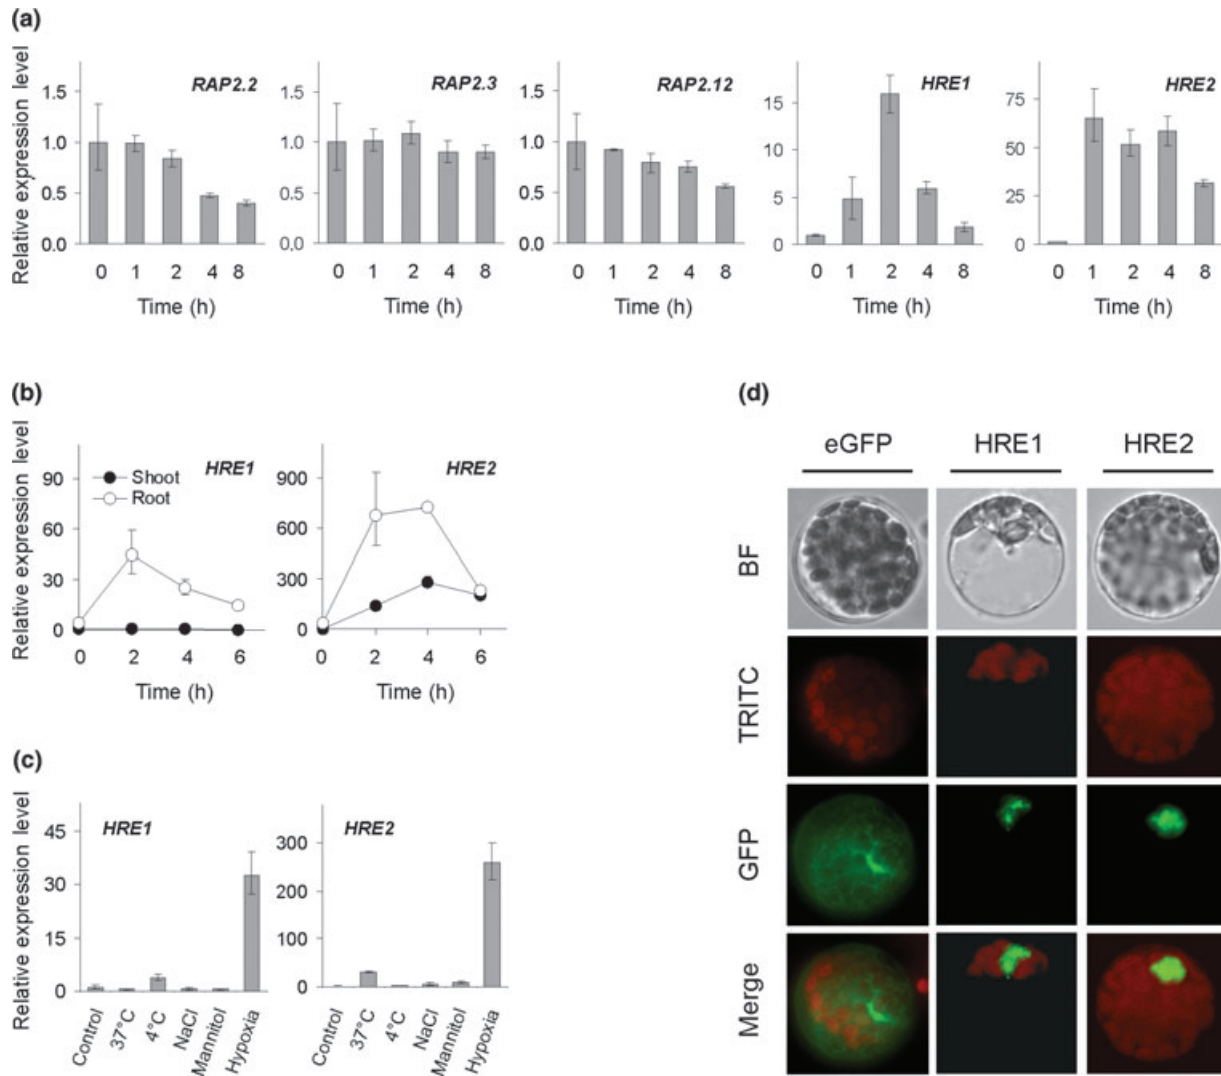 (a)
Relative expression level
RAP2.2
1.5
1.0
0.5
0.0
0 1 2 4 8
Time (h)
RAP2.3
1.5
1.0
0.5
0.0
0 1 2 4 8
Time (h)
RAP2.12
1.5
1.0
0.5
0.0
0 1 2 4 8
Time (h)
HRE1
15
10
5
0
0 1 2 4 8
Time (h)
HRE2
75
50
25
0
0 1 2 4 8
Time (h)
(b)
Relative expression level
HRE1
Shoot
Root
90
60
30
0
0 2 4 6
Time (h)
HRE2
900
600
300
0
0 2 4 6
Time (h)
(c)
Relative expression level
HRE1
45
30
15
0
Control 37°C 4°C NaCl Mannitol Hypoxia
HRE2
300
200
100
0
Control 37°C 4°C NaCl Mannitol Hypoxia
(d)
eGFP HRE1 HRE2
BF
TRITC
GFP
Merge